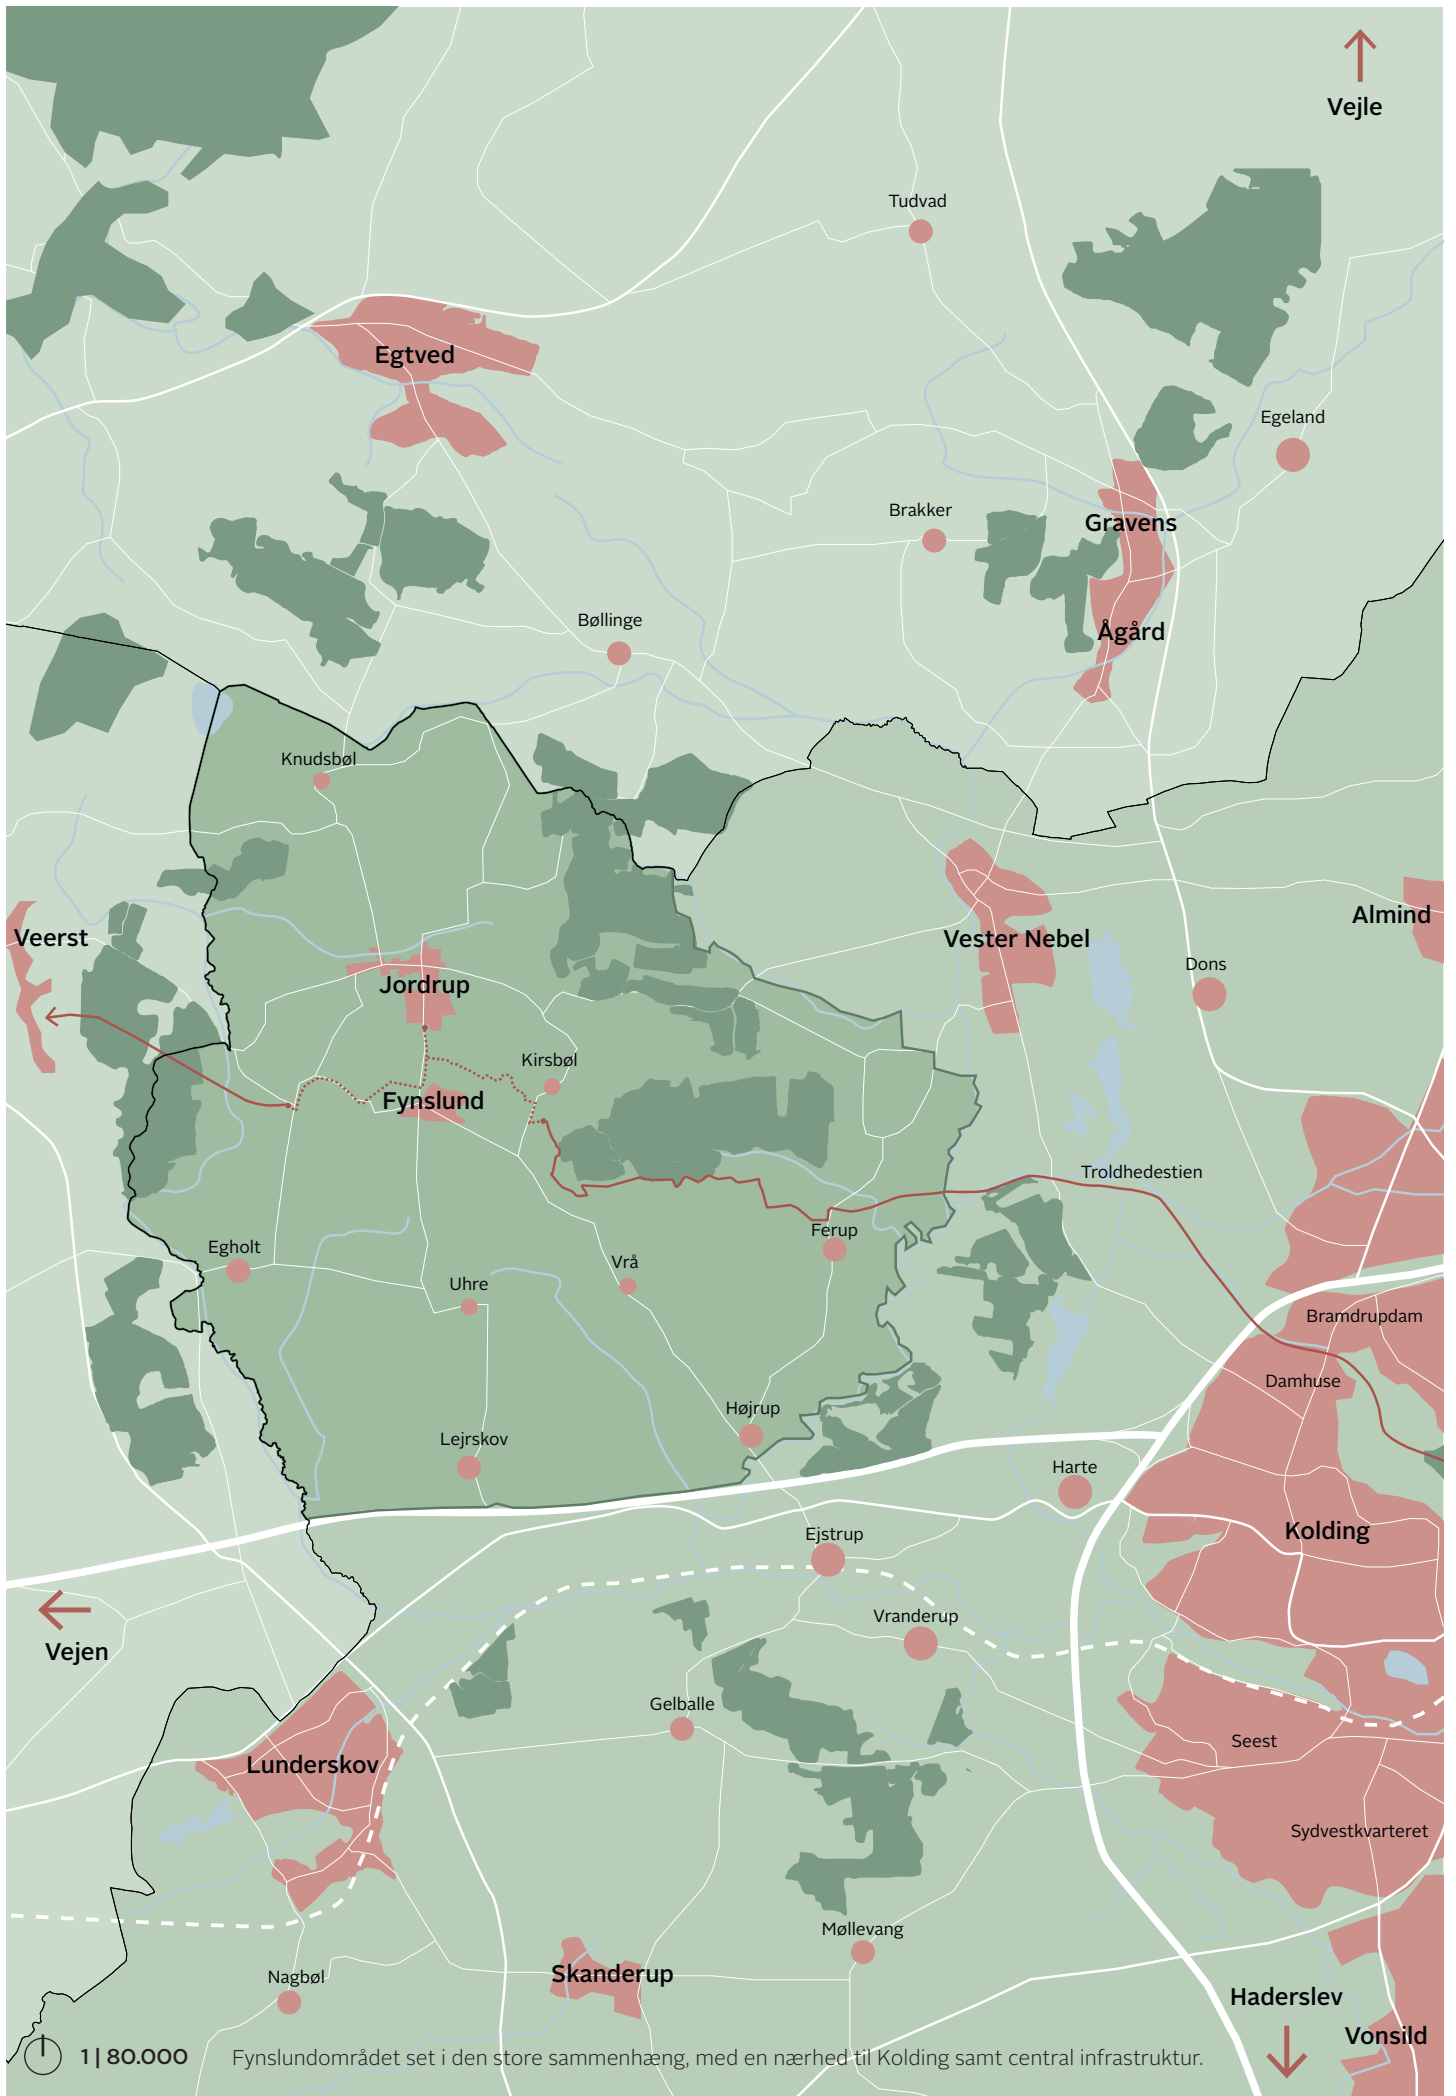 Vejle
Tudvad
Egtved
Egeland
Brakker
Gravens
Bøllinge
Ågård
Knudsbøl
Almind
Veerst
Vester Nebel
Dons
Jordrup
Kirsbøl
Fynslund
Troldhedestien
Ferup
Egholt
Vrå
Uhre
Bramdrupdam
Damhuse
Højrup
Lejrskov
Harte
Kolding
Ejstrup
Vranderup
Vejen
Gelballe
Seest
Lunderskov
Sydvestkvarteret
Møllevang
Skanderup
Nagbøl
Haderslev
Vonsild
1 | 80.000 Fynslundområdet set i den store sammenhæng, med en nærhed til Kolding samt central infrastruktur.